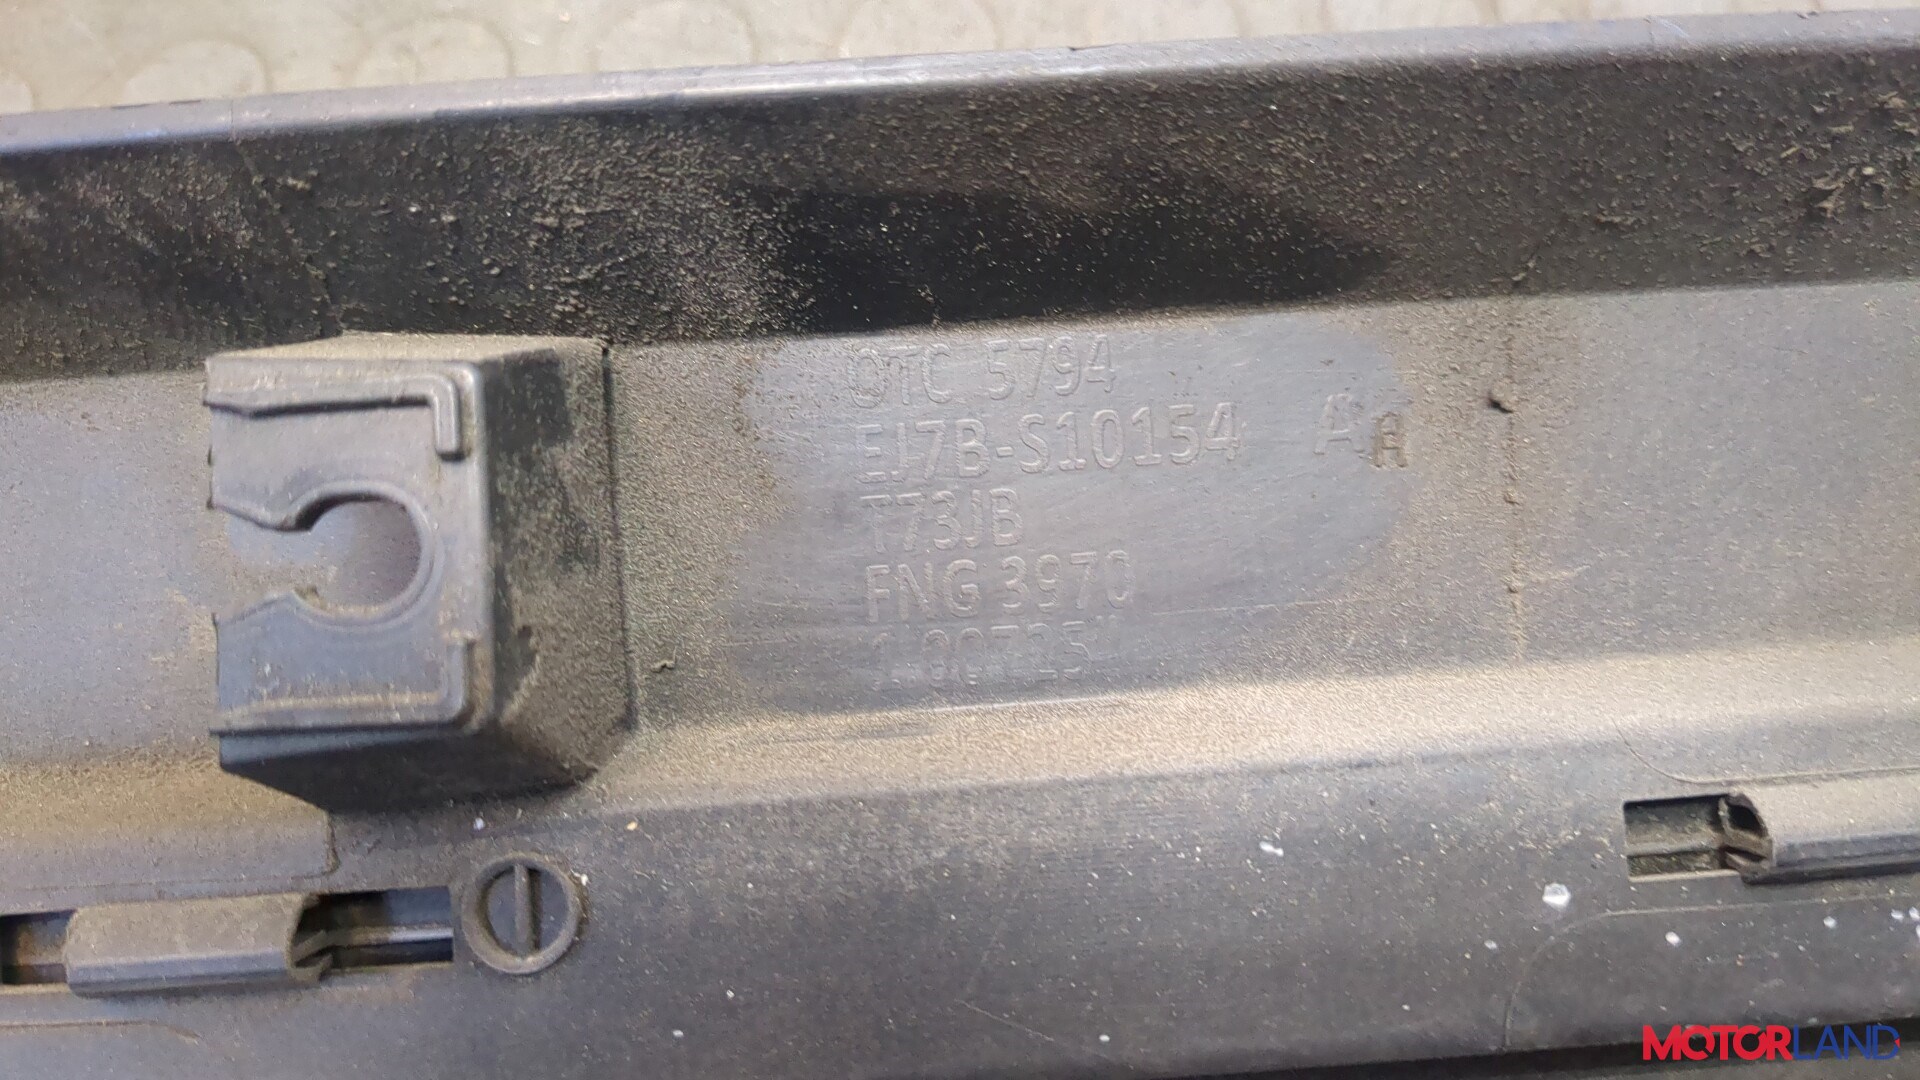 OTC 5794
EJ7B-S10154 A A
T73JB
FNG 3970
MOTORLAND